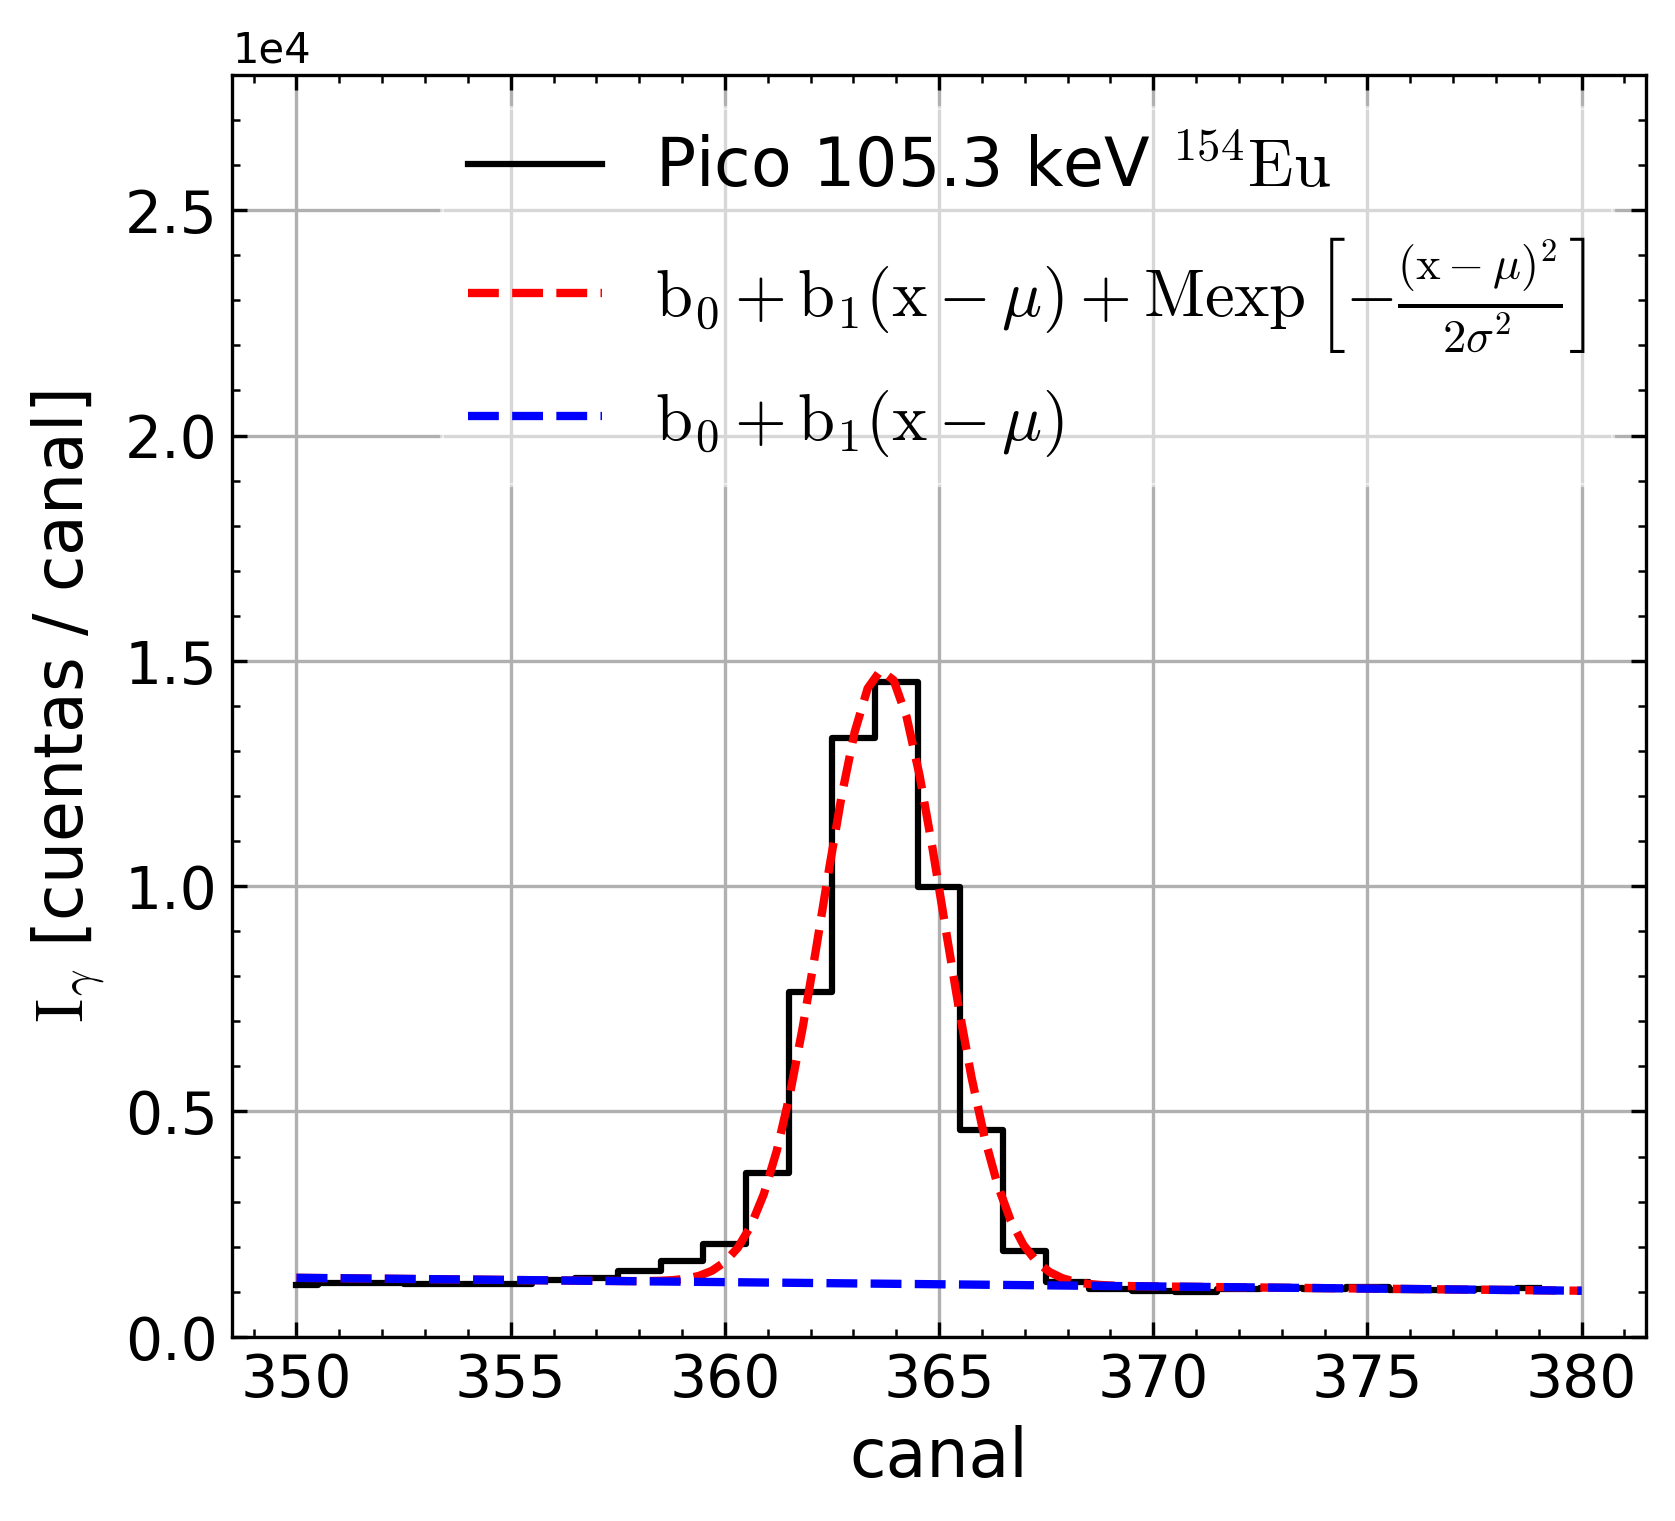 1e4
Pico 105.3 keV ¹⁵⁴Eu
b₀ + b₁(x − μ) + Mexp [−(x − μ)²/2σ²]
b₀ + b₁(x − μ)
2.5
2.0
1.5
1.0
0.5
0.0
I_γ [cuentas / canal]
350 355 360 365 370 375 380
canal